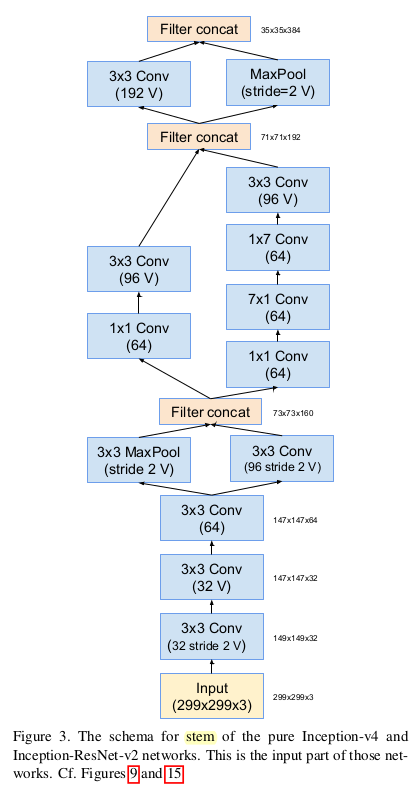 Filter concat 35x35x384
3x3 Conv
(192 V)
MaxPool
(stride=2 V)
Filter concat 71x71x192
3x3 Conv
(96 V)
1x7 Conv
(64)
3x3 Conv
(96 V)
7x1 Conv
(64)
1x1 Conv
(64)
1x1 Conv
(64)
Filter concat 73x73x160
3x3 MaxPool
(stride 2 V)
3x3 Conv
(96 stride 2 V)
3x3 Conv
(64)
147x147x64
3x3 Conv
(32 V)
147x147x32
3x3 Conv
(32 stride 2 V)
149x149x32
Input
(299x299x3)
299x299x3
Figure 3. The schema for stem of the pure Inception-v4 and
Inception-ResNet-v2 networks. This is the input part of those net-
works. Cf. Figures 9 and 15